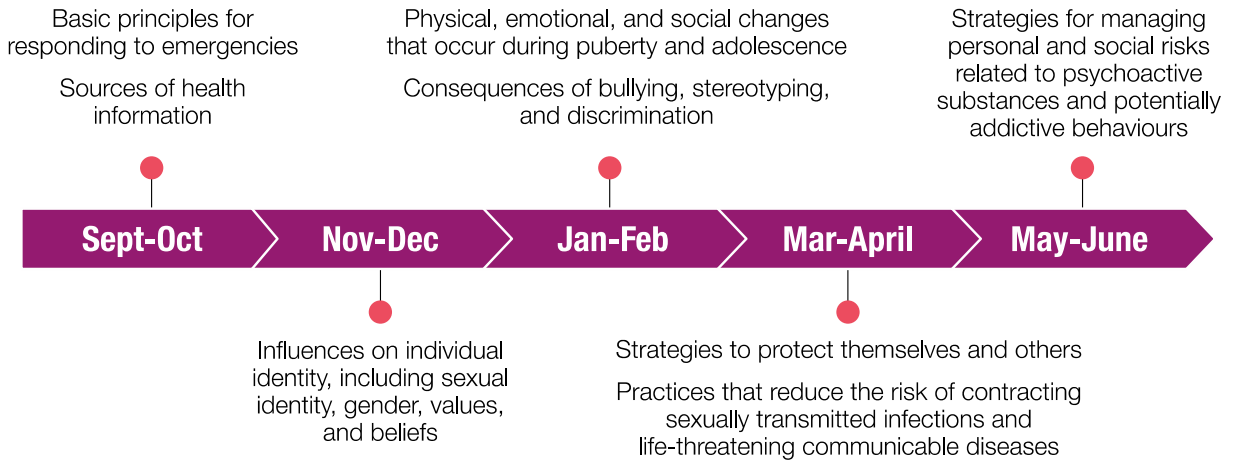 Basic principles for
responding to emergencies
Sources of health
information
Physical, emotional, and social changes
that occur during puberty and adolescence
Consequences of bullying, stereotyping,
and discrimination
Strategies for managing
personal and social risks
related to psychoactive
substances and potentially
addictive behaviours
Sept-Oct
Nov-Dec
Jan-Feb
Mar-April
May-June
Influences on individual
identity, including sexual
identity, gender, values,
and beliefs
Strategies to protect themselves and others
Practices that reduce the risk of contracting
sexually transmitted infections and
life-threatening communicable diseases